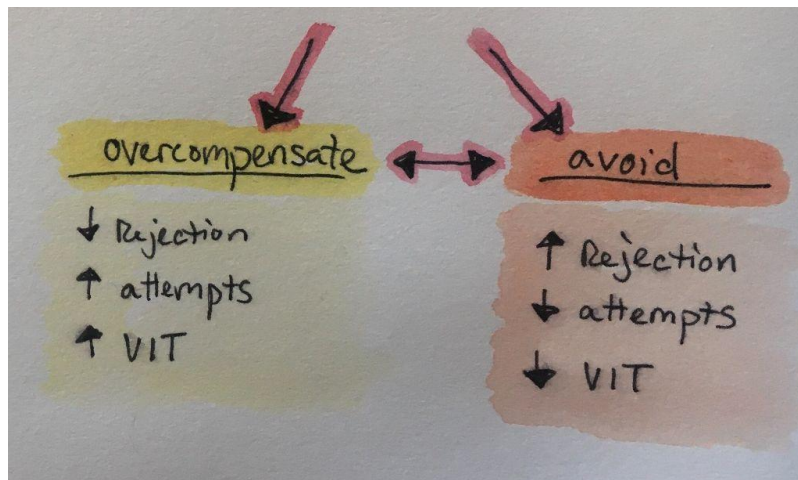 overcompensate
↓ Rejection
↑ attempts
↑ VIT
avoid
↑ Rejection
↓ attempts
↓ VIT